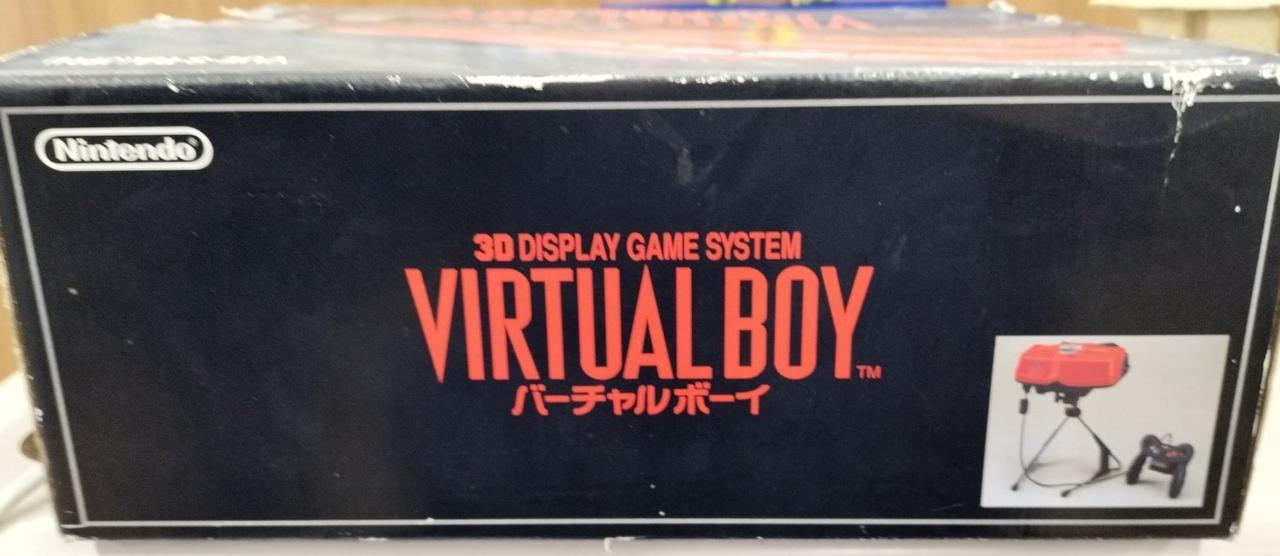 Nintendo®
3D DISPLAY GAME SYSTEM
VIRTUAL BOY™
バーチャルボーイ